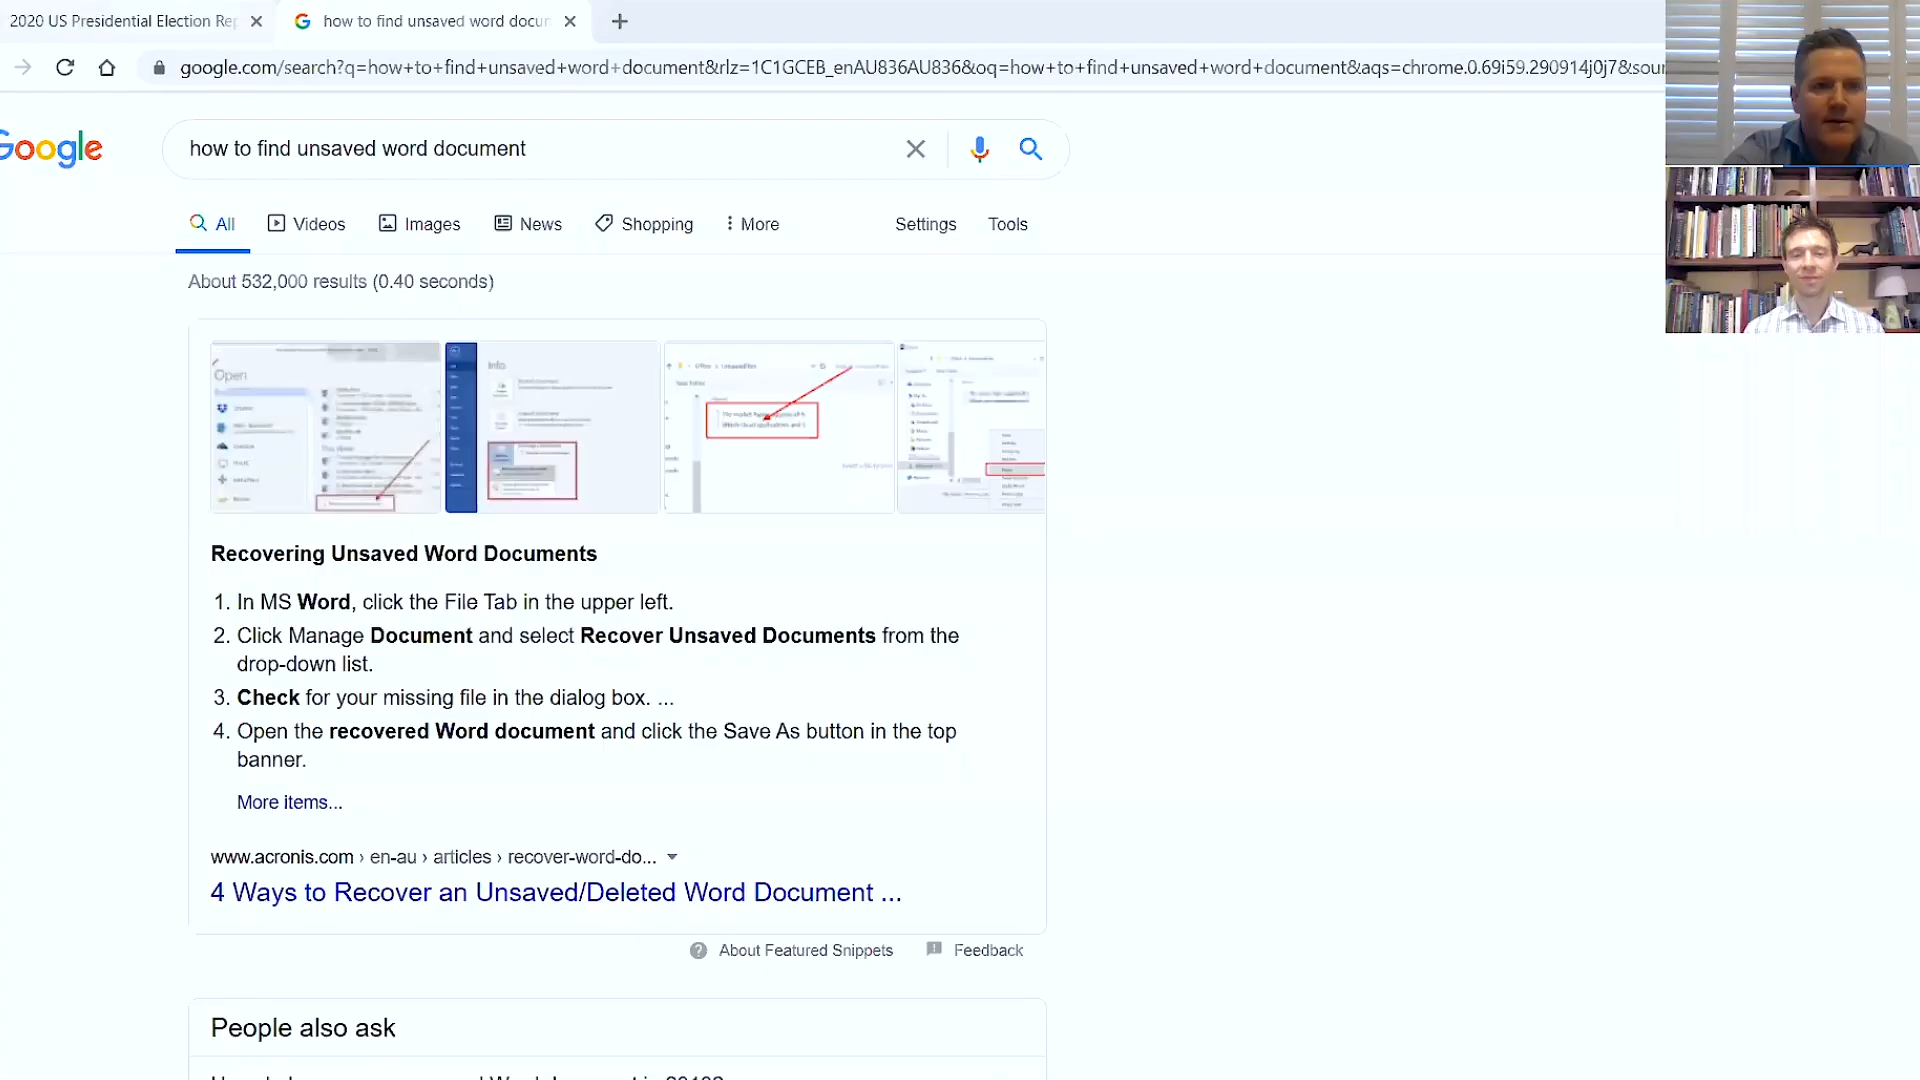 2020 US Presidential Election Re
how to find unsaved word docu
google.com/search?q=how+to+find+unsaved+word+document&rlz=1C1GCEB_enAU836AU836&oq=how+to+find+unsaved+word+document&aqs=chrome.0.69i59.290914j0j7&sour
Google
how to find unsaved word document
All
Videos
Images
News
Shopping
More
Settings
Tools
About 532,000 results (0.40 seconds)
Open
Info
Recovering Unsaved Word Documents
1. In MS Word, click the File Tab in the upper left.
2. Click Manage Document and select Recover Unsaved Documents from the
drop-down list.
3. Check for your missing file in the dialog box. ...
4. Open the recovered Word document and click the Save As button in the top
banner.
More items...
www.acronis.com › en-au › articles › recover-word-do...
4 Ways to Recover an Unsaved/Deleted Word Document ...
About Featured Snippets
Feedback
People also ask